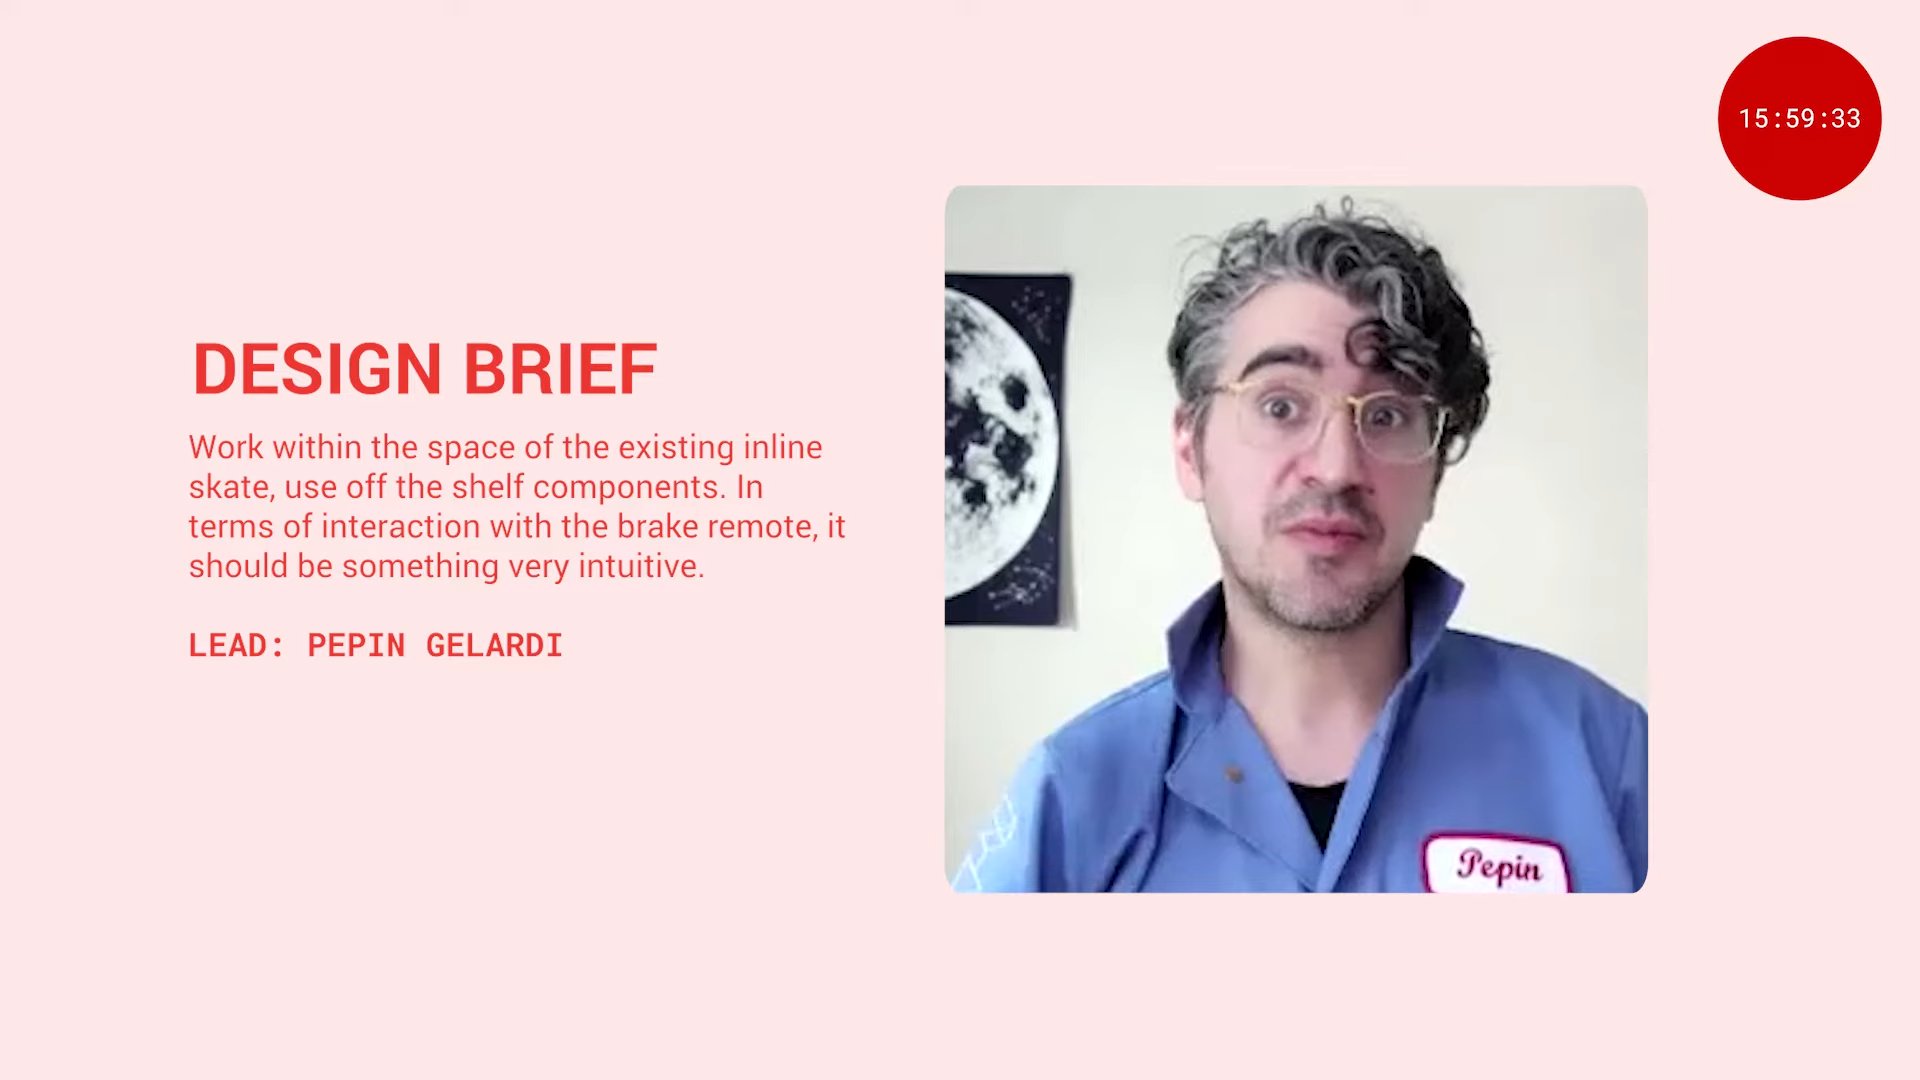 15:59:33
DESIGN BRIEF
Work within the space of the existing inline
skate, use off the shelf components. In
terms of interaction with the brake remote, it
should be something very intuitive.
LEAD: PEPIN GELARDI
Pepin